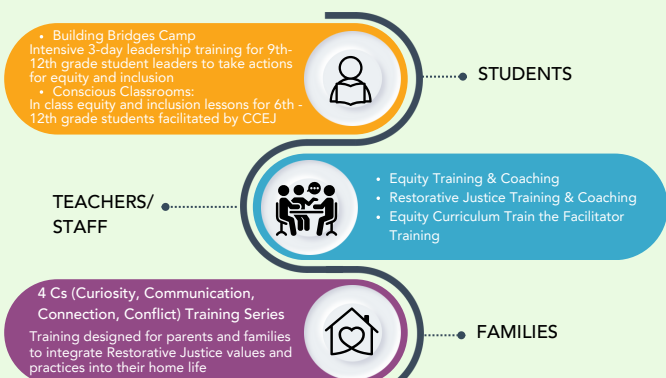 • Building Bridges Camp
Intensive 3-day leadership training for 9th-
12th grade student leaders to take actions
for equity and inclusion
• Conscious Classrooms:
In class equity and inclusion lessons for 6th -
12th grade students facilitated by CCEJ
STUDENTS
TEACHERS/
STAFF
• Equity Training & Coaching
• Restorative Justice Training & Coaching
• Equity Curriculum Train the Facilitator
Training
4 Cs (Curiosity, Communication,
Connection, Conflict) Training Series
Training designed for parents and families
to integrate Restorative Justice values and
practices into their home life
FAMILIES